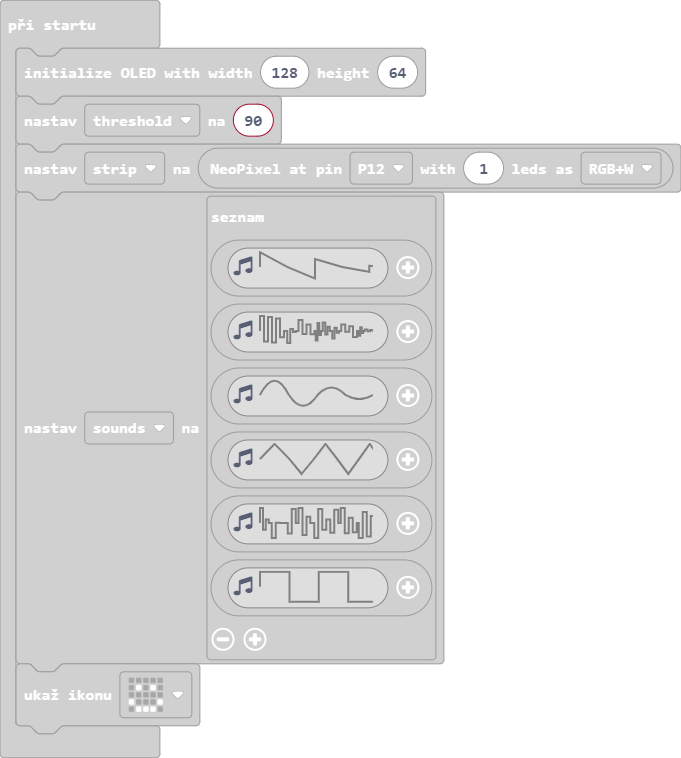 při startu
initialize OLED with width 128 height 64
nastav threshold na 90
nastav strip na NeoPixel at pin P12 with 1 leds as RGB+W
seznam
nastav sounds na
ukaž ikonu